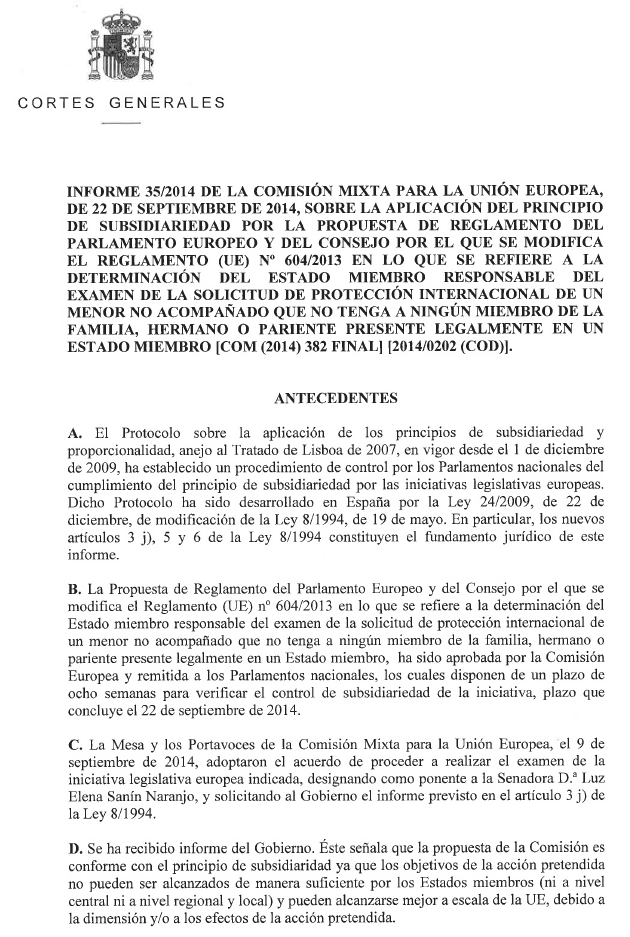 CORTES GENERALES
INFORME 35/2014 DE LA COMISIÓN MIXTA PARA LA UNIÓN EUROPEA,
DE 22 DE SEPTIEMBRE DE 2014, SOBRE LA APLICACIÓN DEL PRINCIPIO
DE SUBSIDIARIEDAD POR LA PROPUESTA DE REGLAMENTO DEL
PARLAMENTO EUROPEO Y DEL CONSEJO POR EL QUE SE MODIFICA
EL REGLAMENTO (UE) Nº 604/2013 EN LO QUE SE REFIERE A LA
DETERMINACIÓN DEL ESTADO MIEMBRO RESPONSABLE DEL
EXAMEN DE LA SOLICITUD DE PROTECCIÓN INTERNACIONAL DE UN
MENOR NO ACOMPAÑADO QUE NO TENGA A NINGÚN MIEMBRO DE LA
FAMILIA, HERMANO O PARIENTE PRESENTE LEGALMENTE EN UN
ESTADO MIEMBRO [COM (2014) 382 FINAL] [2014/0202 (COD)].
ANTECEDENTES
A. El Protocolo sobre la aplicación de los principios de subsidiariedad y
proporcionalidad, anejo al Tratado de Lisboa de 2007, en vigor desde el 1 de diciembre
de 2009, ha establecido un procedimiento de control por los Parlamentos nacionales del
cumplimiento del principio de subsidiariedad por las iniciativas legislativas europeas.
Dicho Protocolo ha sido desarrollado en España por la Ley 24/2009, de 22 de
diciembre, de modificación de la Ley 8/1994, de 19 de mayo. En particular, los nuevos
artículos 3 j), 5 y 6 de la Ley 8/1994 constituyen el fundamento jurídico de este
informe.
B. La Propuesta de Reglamento del Parlamento Europeo y del Consejo por el que se
modifica el Reglamento (UE) nº 604/2013 en lo que se refiere a la determinación del
Estado miembro responsable del examen de la solicitud de protección internacional de
un menor no acompañado que no tenga a ningún miembro de la familia, hermano o
pariente presente legalmente en un Estado miembro, ha sido aprobada por la Comisión
Europea y remitida a los Parlamentos nacionales, los cuales disponen de un plazo de
ocho semanas para verificar el control de subsidiariedad de la iniciativa, plazo que
concluye el 22 de septiembre de 2014.
C. La Mesa y los Portavoces de la Comisión Mixta para la Unión Europea, el 9 de
septiembre de 2014, adoptaron el acuerdo de proceder a realizar el examen de la
iniciativa legislativa europea indicada, designando como ponente a la Senadora D.ª Luz
Elena Sanín Naranjo, y solicitando al Gobierno el informe previsto en el artículo 3 j) de
la Ley 8/1994.
D. Se ha recibido informe del Gobierno. Éste señala que la propuesta de la Comisión es
conforme con el principio de subsidiaridad ya que los objetivos de la acción pretendida
no pueden ser alcanzados de manera suficiente por los Estados miembros (ni a nivel
central ni a nivel regional y local) y pueden alcanzarse mejor a escala de la UE, debido a
la dimensión y/o a los efectos de la acción pretendida.